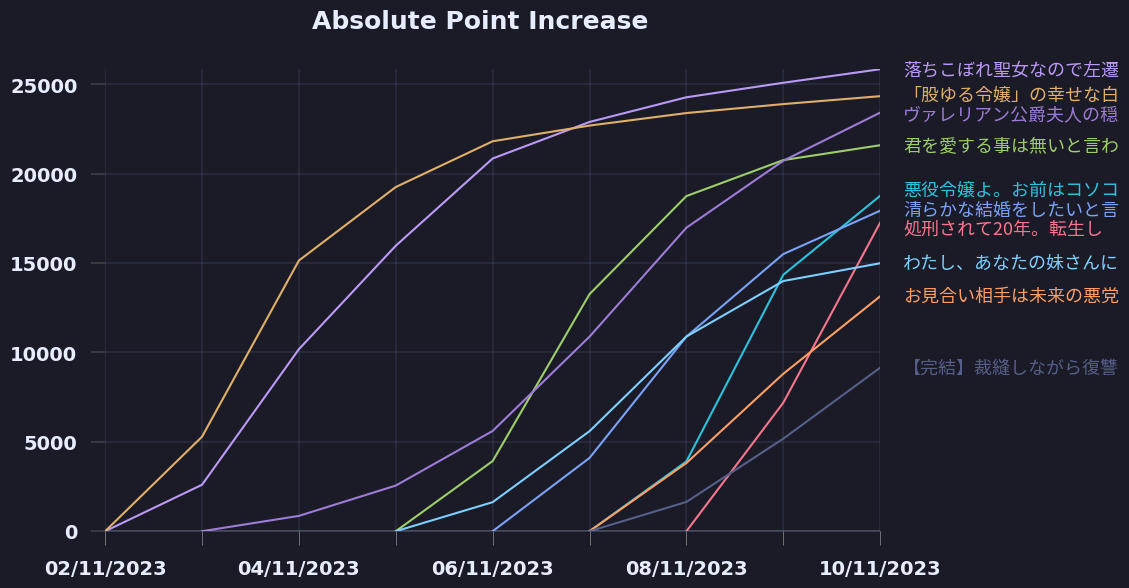 Absolute Point Increase
25000
20000
15000
10000
5000
0
02/11/2023
04/11/2023
06/11/2023
08/11/2023
10/11/2023
落ちこぼれ聖女なので左遷
「股ゆる令嬢」の幸せな白
ヴァレリアン公爵夫人の穏
君を愛する事は無いと言わ
悪役令嬢よ。お前はコソコ
清らかな結婚をしたいと言
処刑されて20年。転生し
わたし、あなたの妹さんに
お見合い相手は未来の悪党
【完結】裁縫しながら復讐